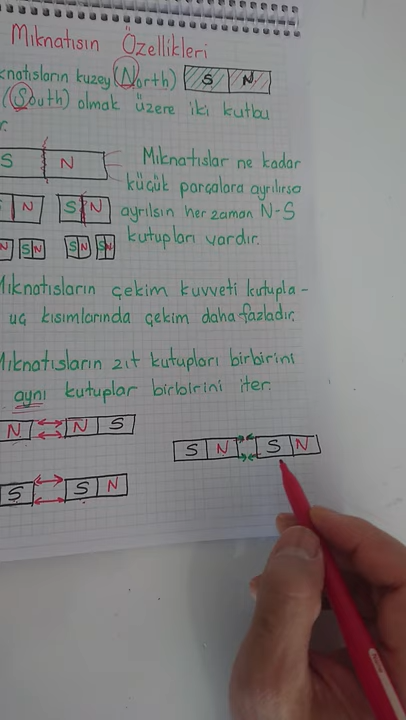 Mıknatısın Özellikleri
knatısların kuzey (North) S N
(South) olmak üzere iki kutbu
r.
S N Mıknatıslar ne kadar
küçük parçalara ayrılırsa
N S N ayrılsın her zaman N-S
N S N S N S N kutupları vardır.
Mıknatısların çekim kuvveti kutupla-
uç kısımlarında çekim daha fazladır.
Mıknatısların zıt kutupları birbirini
aynı kutuplar birbirini iter.
N N S
S N S N
S S N